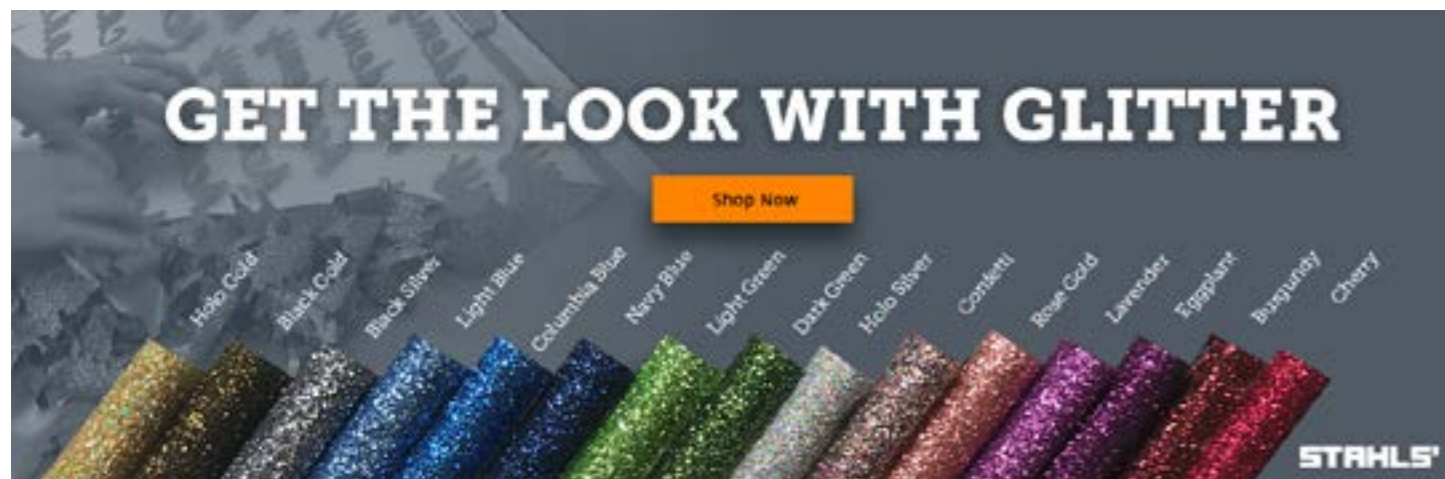 GET THE LOOK WITH GLITTER
Shop Now
Holo Gold
Black Gold
Black Silver
Light Blue
Columbia Blue
Navy Blue
Light Green
Dark Green
Holo Silver
Confetti
Rose Gold
Lavender
Eggplant
Burgundy
Cherry
STAHLS'